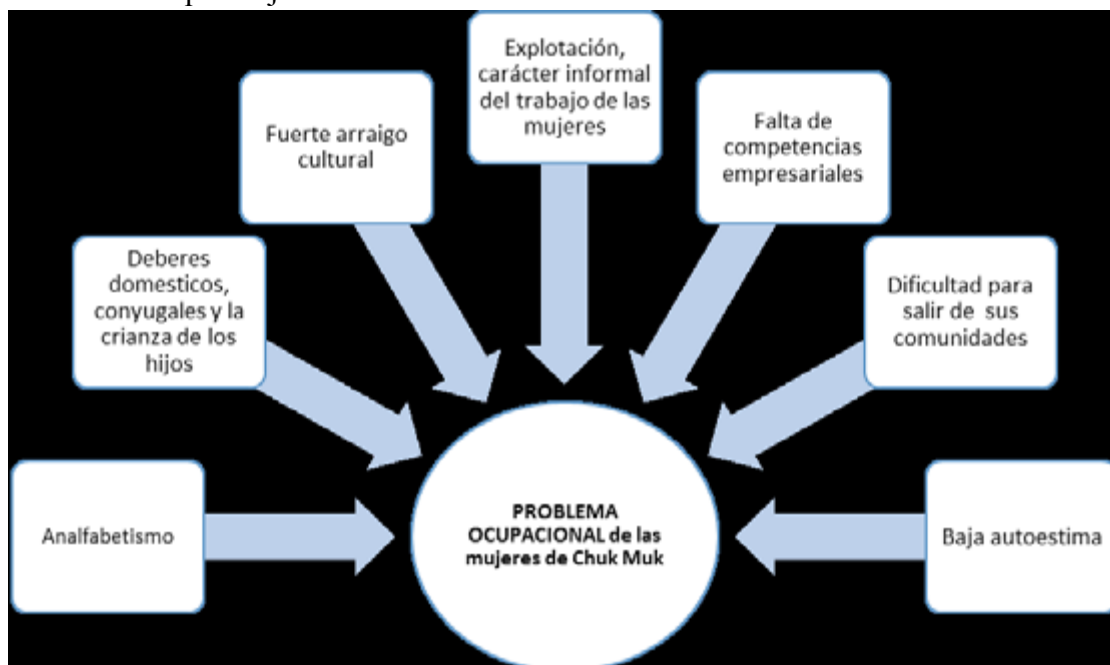 Explotación,
carácter informal
del trabajo de las
mujeres
Fuerte arraigo
cultural
Falta de
competencias
empresariales
Deberes
domesticos,
conyugales y la
crianza de los
hijos
Dificultad para
salir de sus
comunidades
Analfabetismo
PROBLEMA
OCUPACIONAL de las
mujeres de Chuk Muk
Baja autoestima